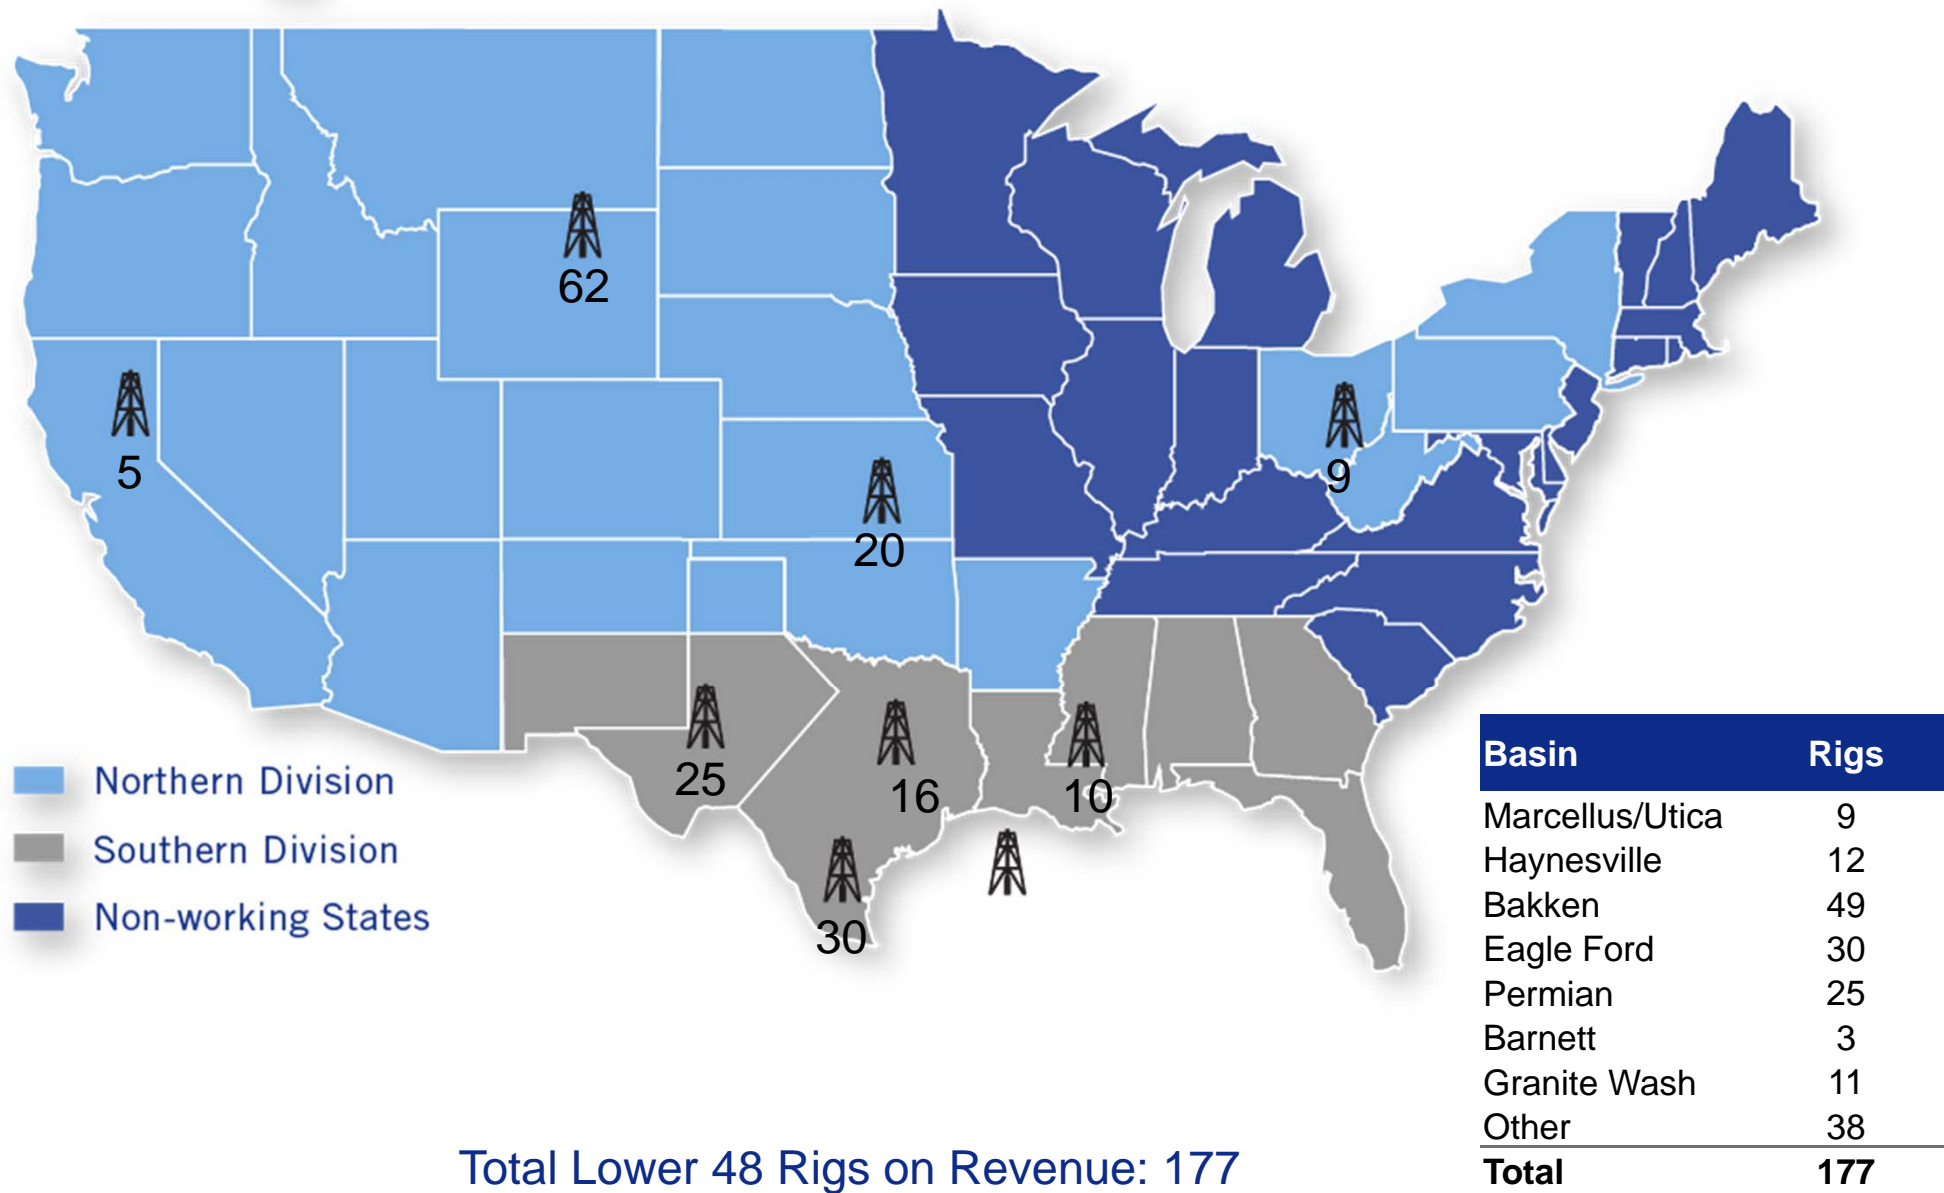 62
5
9
20
25
16
10
30
Northern Division
Southern Division
Non-working States
Basin Rigs
Marcellus/Utica 9
Haynesville 12
Bakken 49
Eagle Ford 30
Permian 25
Barnett 3
Granite Wash 11
Other 38
Total 177
Total Lower 48 Rigs on Revenue: 177